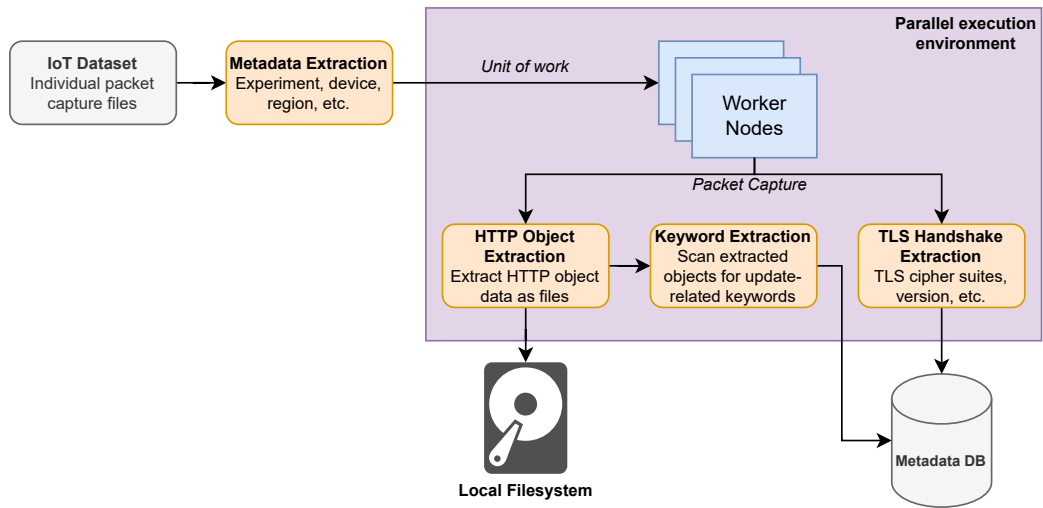 Parallel execution
environment
IoT Dataset
Individual packet
capture files
Metadata Extraction
Experiment, device,
region, etc.
Unit of work
Worker
Nodes
Packet Capture
HTTP Object
Extraction
Extract HTTP object
data as files
Keyword Extraction
Scan extracted
objects for update-
related keywords
TLS Handshake
Extraction
TLS cipher suites,
version, etc.
Local Filesystem
Metadata DB